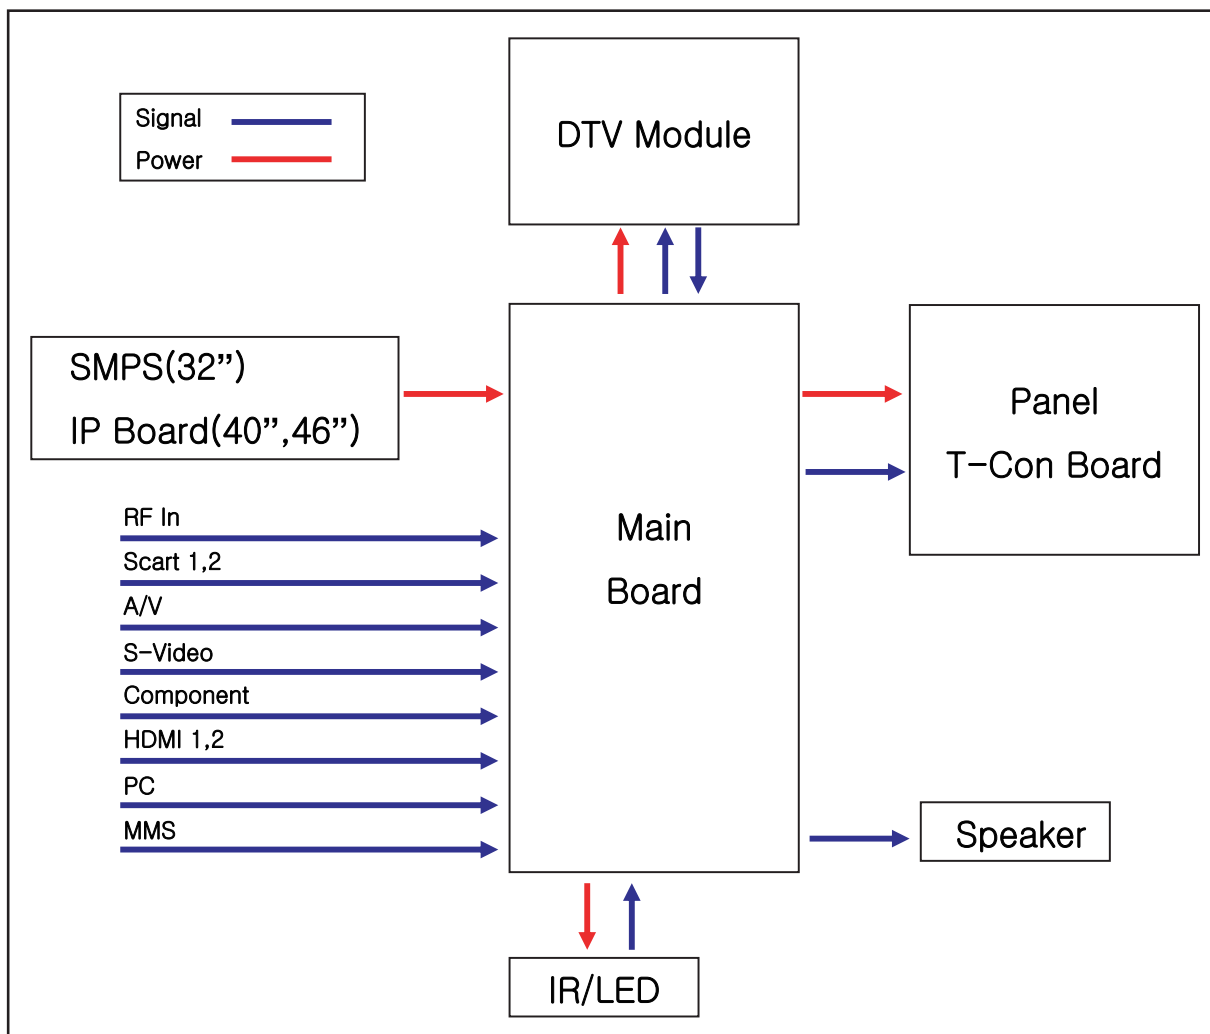 DTV Module
Signal
Power
SMPS(32”)
IP Board(40”,46”)
Panel
T-Con Board
Main
Board
RF In
Scart 1,2
A/V
S-Video
Component
HDMI 1,2
PC
MMS
Speaker
IR/LED